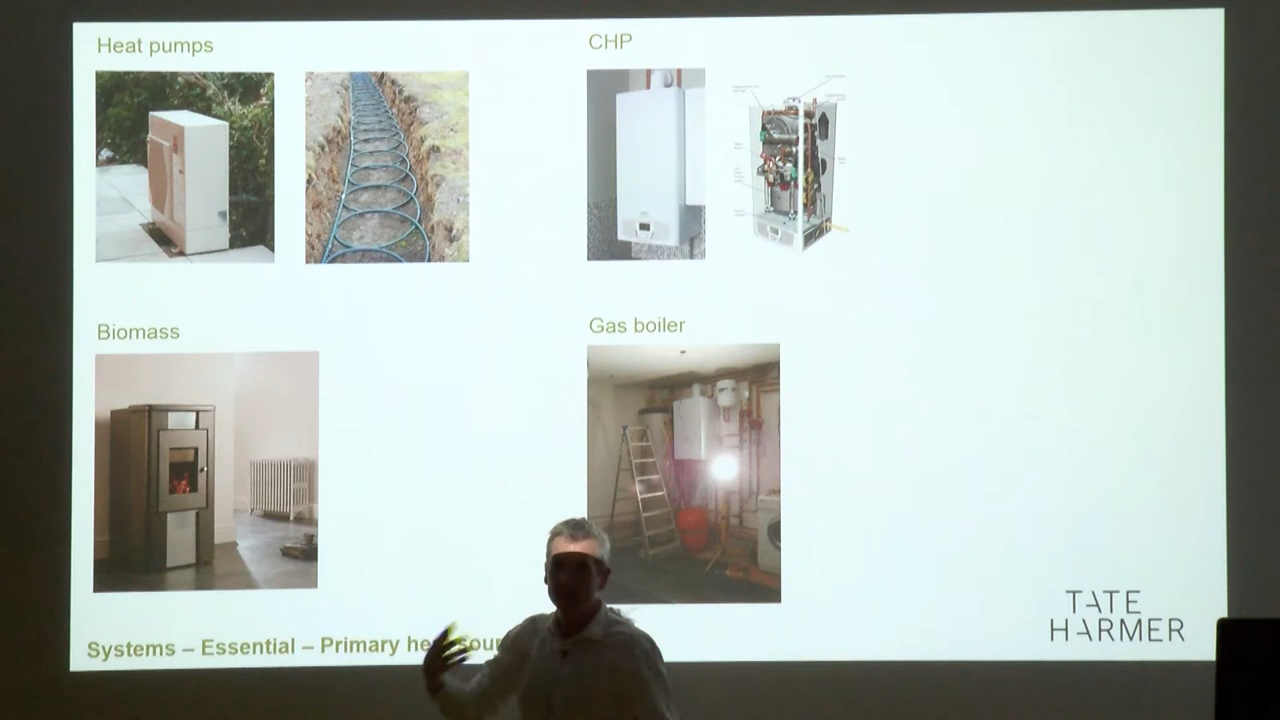 Heat pumps
CHP
Biomass
Gas boiler
Systems – Essential – Primary he
TATE
HARMER